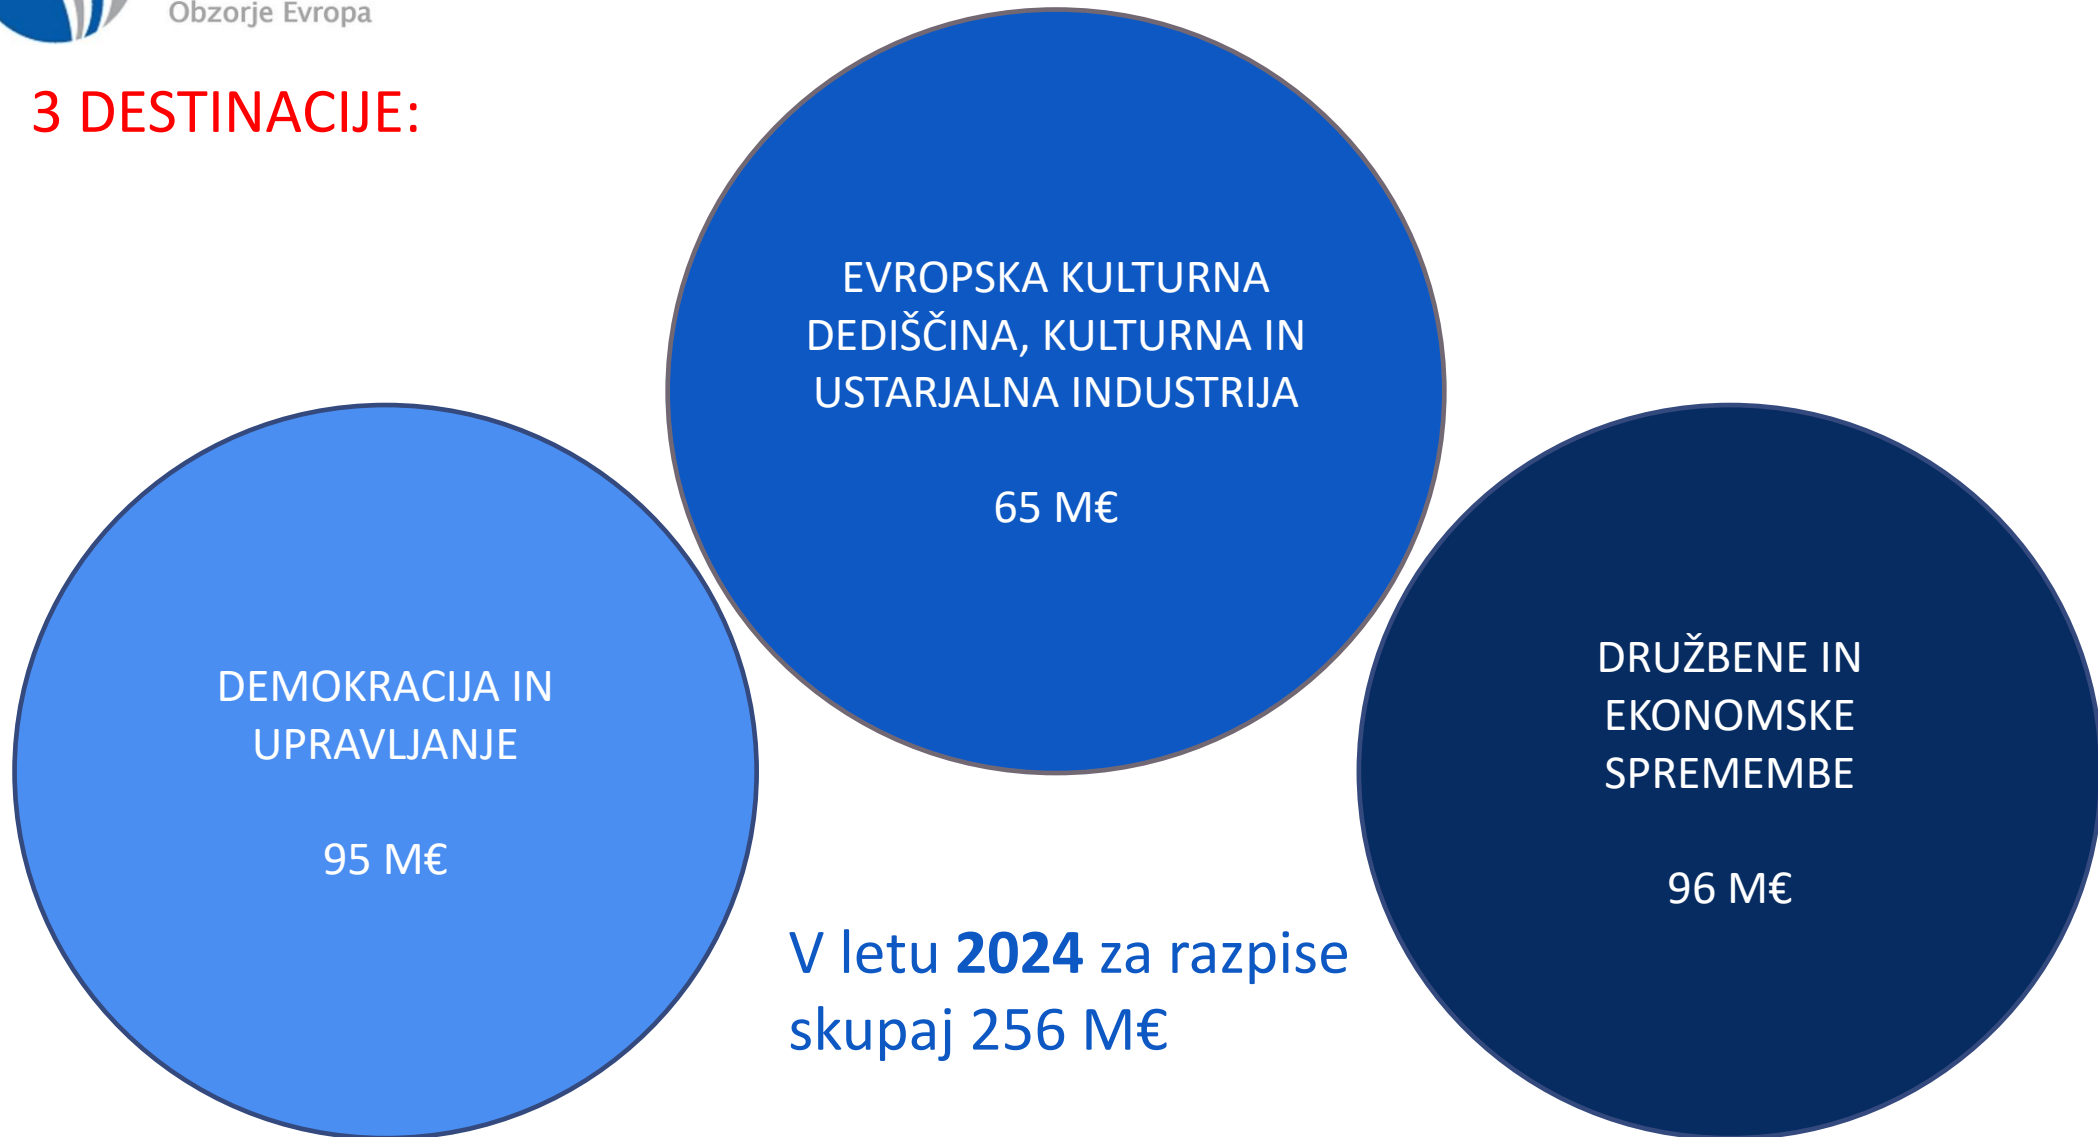 Obzorje Evropa
3 DESTINACIJE:
EVROPSKA KULTURNA
DEDIŠČINA, KULTURNA IN
USTARJALNA INDUSTRIJA
65 M€
DEMOKRACIJA IN
UPRAVLJANJE
95 M€
DRUŽBENE IN
EKONOMSKE
SPREMEMBE
96 M€
V letu 2024 za razpise
skupaj 256 M€